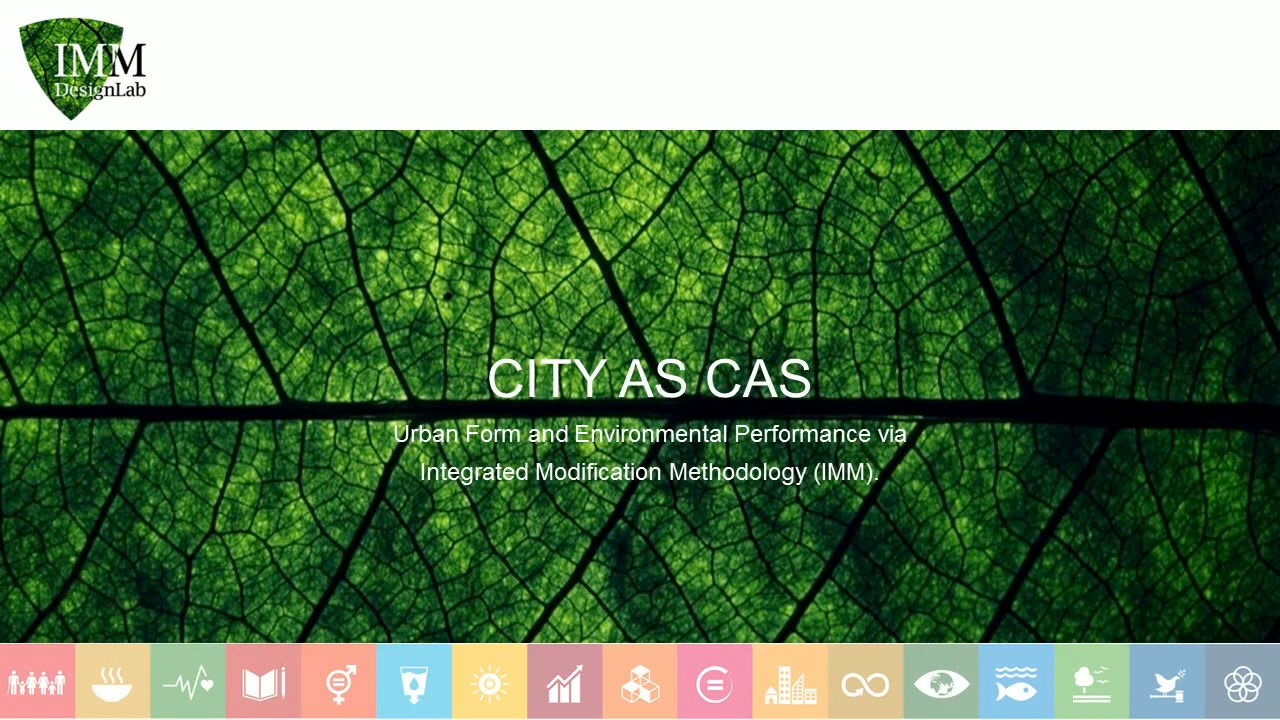 IMM
DesignLab
CITY AS CAS
Urban Form and Environmental Performance via
Integrated Modification Methodology (IMM).